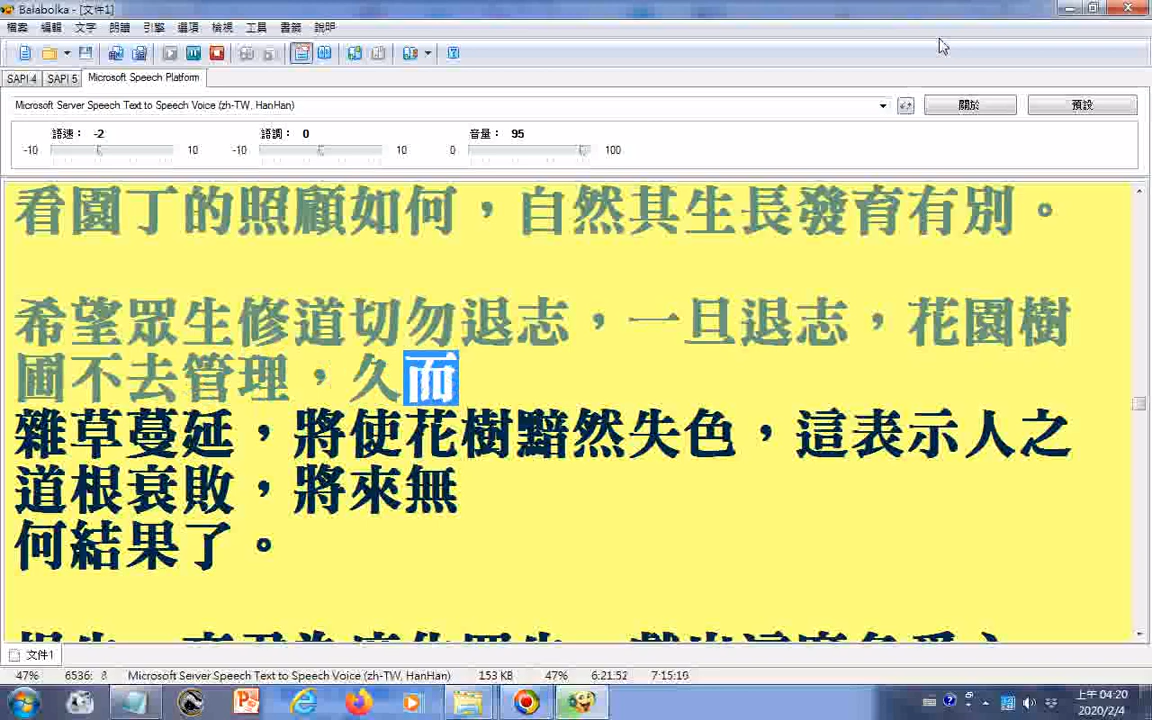 Balabolka - [文件1]
檔案 編輯 文字 朗讀 引擎 選項 檢視 工具 書籤 說明
SAPI 4 SAPI 5 Microsoft Speech Platform
Microsoft Server Speech Text to Speech Voice (zh-TW, HanHan) 關於 預設
語速： -2 語調： 0 音量： 95
-10 10 -10 10 0 100
看園丁的照顧如何，自然其生長發育有別。
希望眾生修道切勿退志，一旦退志，花園樹
圃不去管理，久而
雜草蔓延，將使花樹黯然失色，這表示人之
道根衰敗，將來無
何結果了。
文件1
47% 6536: 8 Microsoft Server Speech Text to Speech Voice (zh-TW, HanHan) 153 KB 47% 6:21:52 7:15:19
上午 04:20
2020/2/4